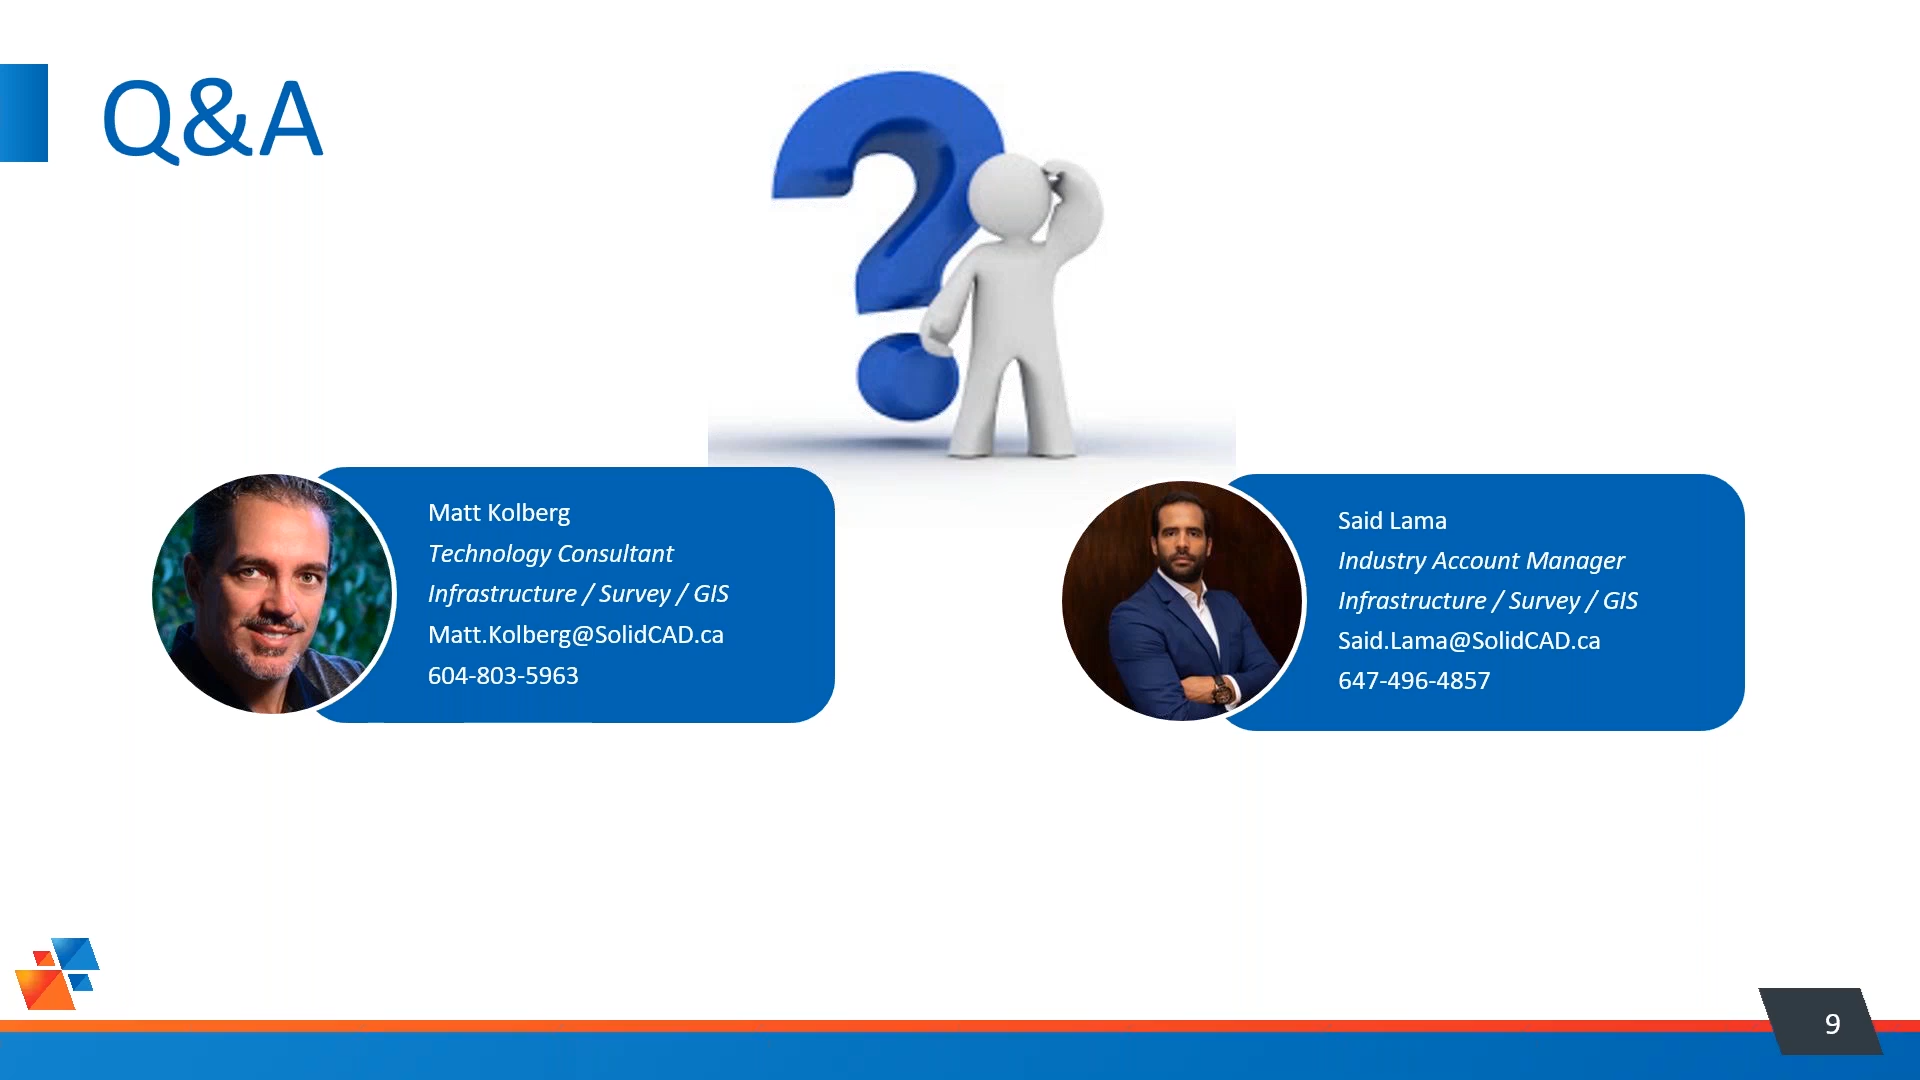 Q&A
Matt Kolberg
Technology Consultant
Infrastructure / Survey / GIS
Matt.Kolberg@SolidCAD.ca
604-803-5963
Said Lama
Industry Account Manager
Infrastructure / Survey / GIS
Said.Lama@SolidCAD.ca
647-496-4857
9